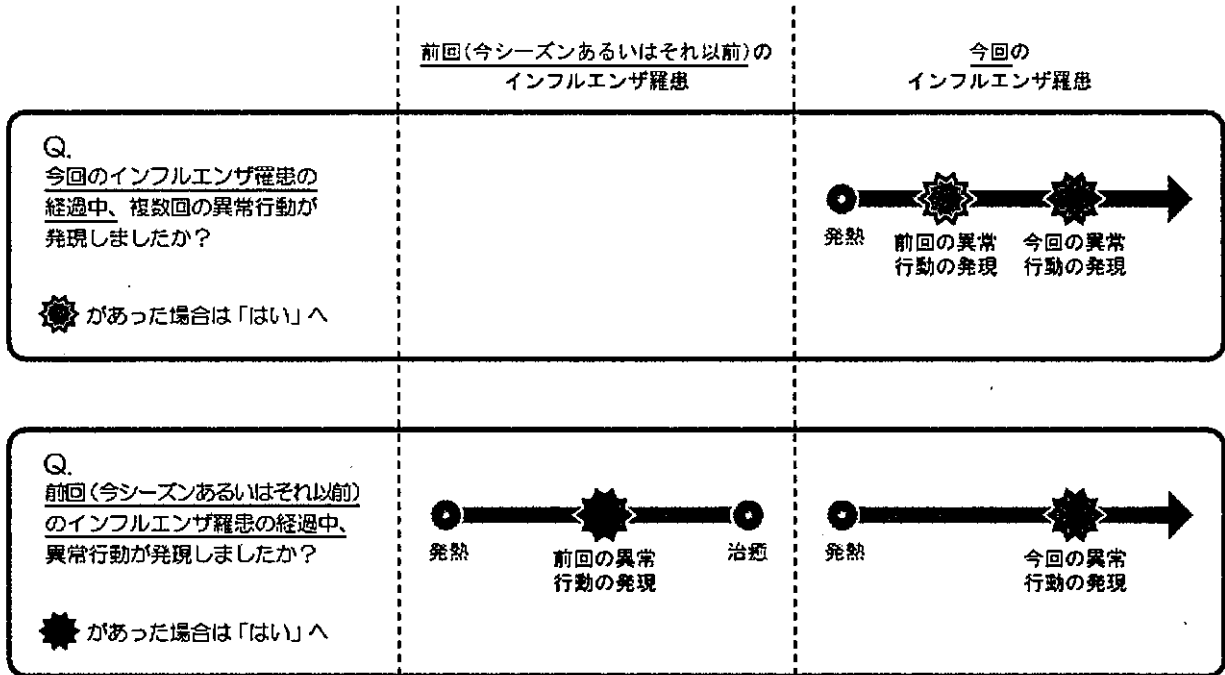 前回(今シーズンあるいはそれ以前)の
インフルエンザ罹患
今回の
インフルエンザ罹患
Q.
今回のインフルエンザ罹患の
経過中、複数回の異常行動が
発現しましたか?
があった場合は「はい」へ
発熱
前回の異常
行動の発現
今回の異常
行動の発現
Q.
前回(今シーズンあるいはそれ以前)
のインフルエンザ罹患の経過中、
異常行動が発現しましたか?
があった場合は「はい」へ
発熱
前回の異常
行動の発現
治癒
発熱
今回の異常
行動の発現